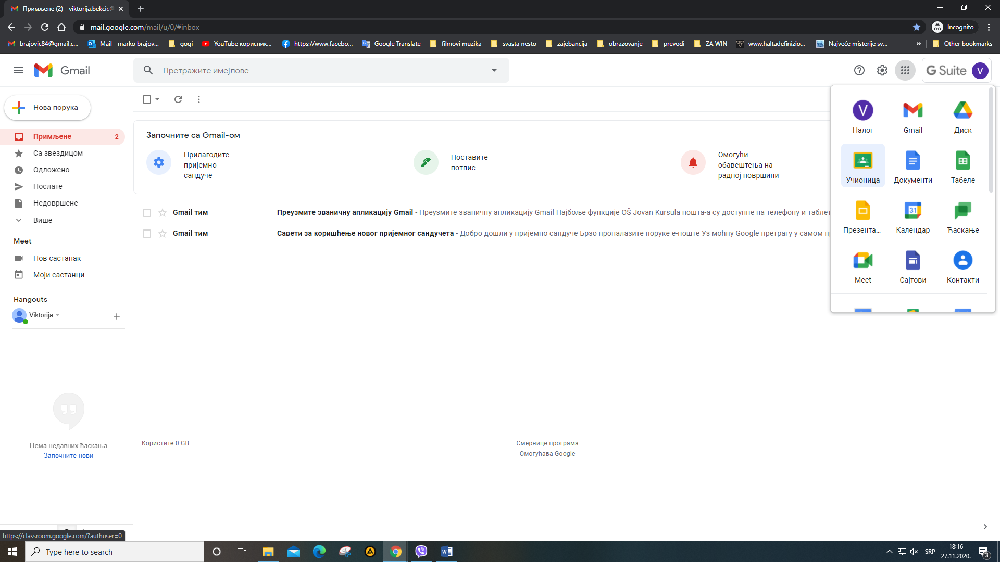 Примљене (2) - viktorija.bekcic@
mail.google.com/mail/u/0/#inbox
Incognito
brajovic84@gmail.c...
Mail - marko brajov...
gogi
YouTube корисник...
https://www.facebo...
Google Translate
filmovi muzika
svasta nesto
zajebancija
obrazovanje
prevodi
ZA WIN
www.haltadefinizio...
Najveće misterije sv...
»
Other bookmarks
Gmail
Претражите имејлове
G Suite
V
Нова порука
Примљене 2
Са звездицом
Одложено
Послате
Недовршене
Више
Meet
Нов састанак
Моји састанци
Hangouts
Viktorija
Нема недавних ћаскања
Започните нови
https://classroom.google.com/?authuser=0
Започните са Gmail-ом
Прилагодите
пријемно
сандуче
Поставите
потпис
Омогући
обавештења на
радној површини
Gmail тим Преузмите званичну апликацију Gmail - Преузмите званичну апликацију Gmail Најбоље функције OŠ Jovan Kursula пошта-а су доступне на телефону и таблет
Gmail тим Савети за коришћење новог пријемног сандучета - Добро дошли у пријемно сандуче Брзо проналазите поруке е-поште Уз моћну Google претрагу у самом пр
Користите 0 GB
Смернице програма
Омогућава Google
V
Налог
Gmail
Диск
Учионица
Документи
Табеле
31
Презента...
Календар
Ћаскање
Meet
Сајтови
Контакти
Type here to search
SRP
18:16
27.11.2020.
3